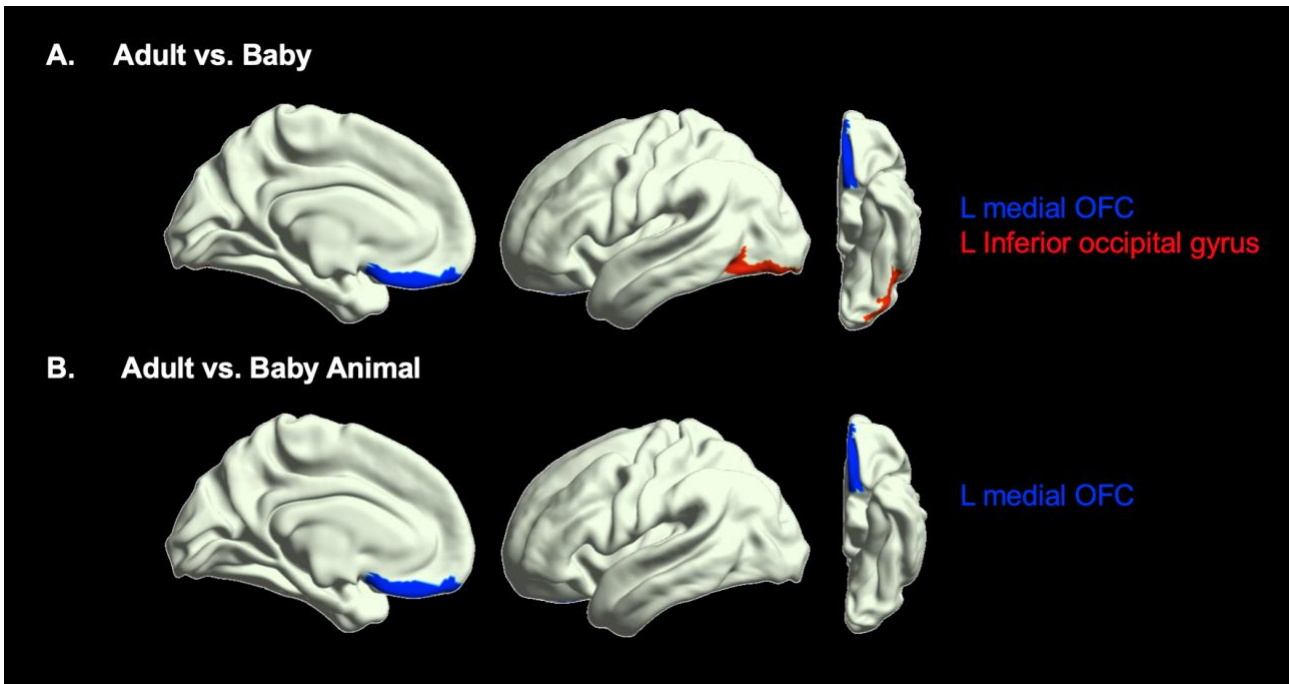 A. Adult vs. Baby
L medial OFC
L Inferior occipital gyrus
B. Adult vs. Baby Animal
L medial OFC